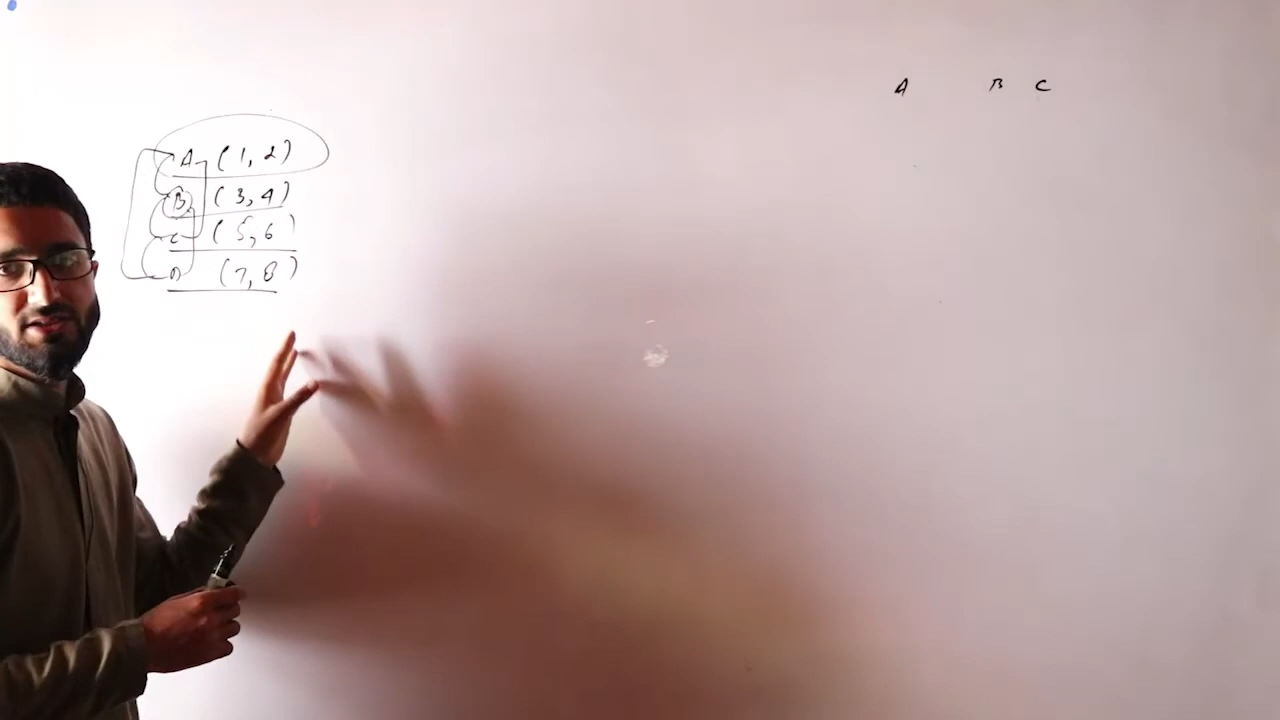 A B C
A (1, 2)
B (3, 4)
C (5, 6)
D (7, 8)